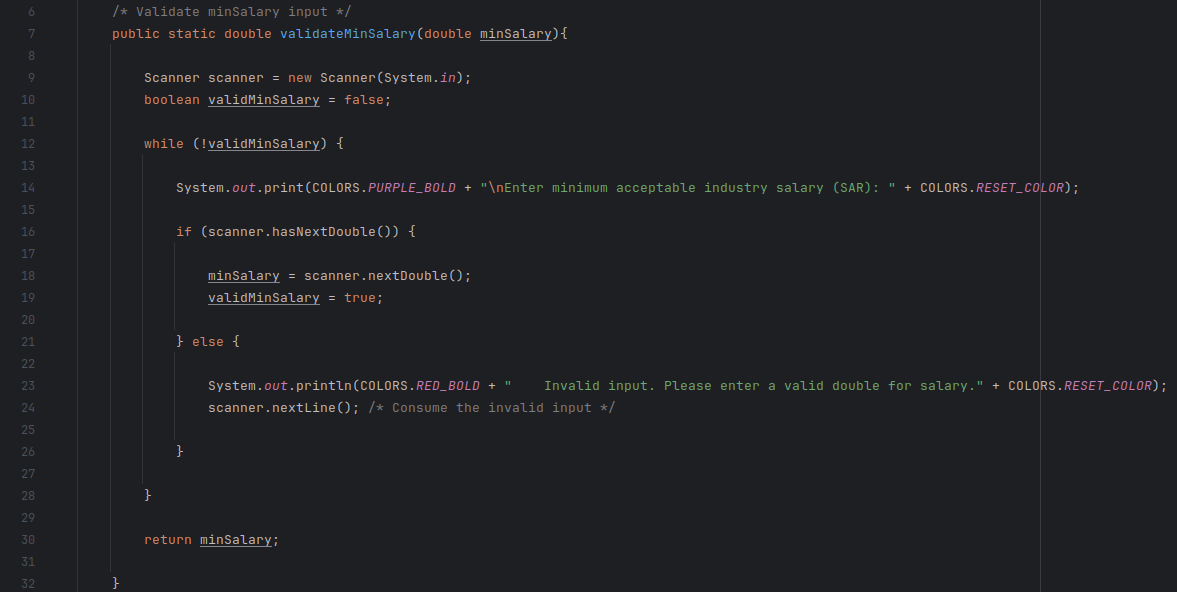 6 /* Validate minSalary input */
7 public static double validateMinSalary(double minSalary){
8
9 Scanner scanner = new Scanner(System.in);
10 boolean validMinSalary = false;
11
12 while (!validMinSalary) {
13
14 System.out.print(COLORS.PURPLE_BOLD + "\nEnter minimum acceptable industry salary (SAR): " + COLORS.RESET_COLOR);
15
16 if (scanner.hasNextDouble()) {
17
18 minSalary = scanner.nextDouble();
19 validMinSalary = true;
20
21 } else {
22
23 System.out.println(COLORS.RED_BOLD + "    Invalid input. Please enter a valid double for salary." + COLORS.RESET_COLOR);
24 scanner.nextLine(); /* Consume the invalid input */
25
26 }
27
28 }
29
30 return minSalary;
31
32 }